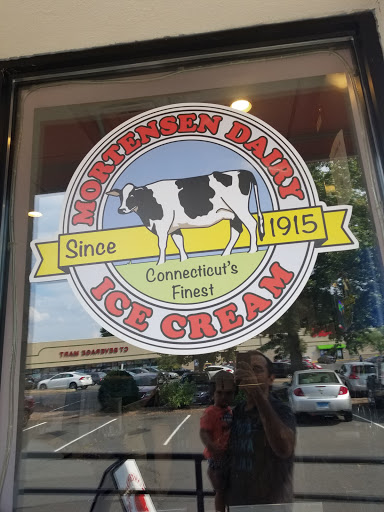 MORTENSEN DAIRY
Since 1915
Connecticut's
Finest
ICE CREAM